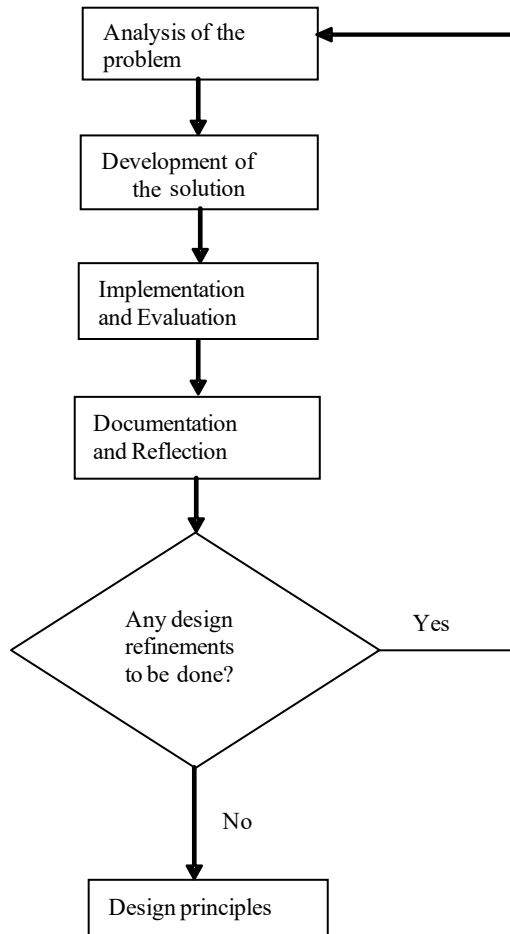 Analysis of the
problem
Development of
the solution
Implementation
and Evaluation
Documentation
and Reflection
Any design
refinements
to be done?
Yes
No
Design principles